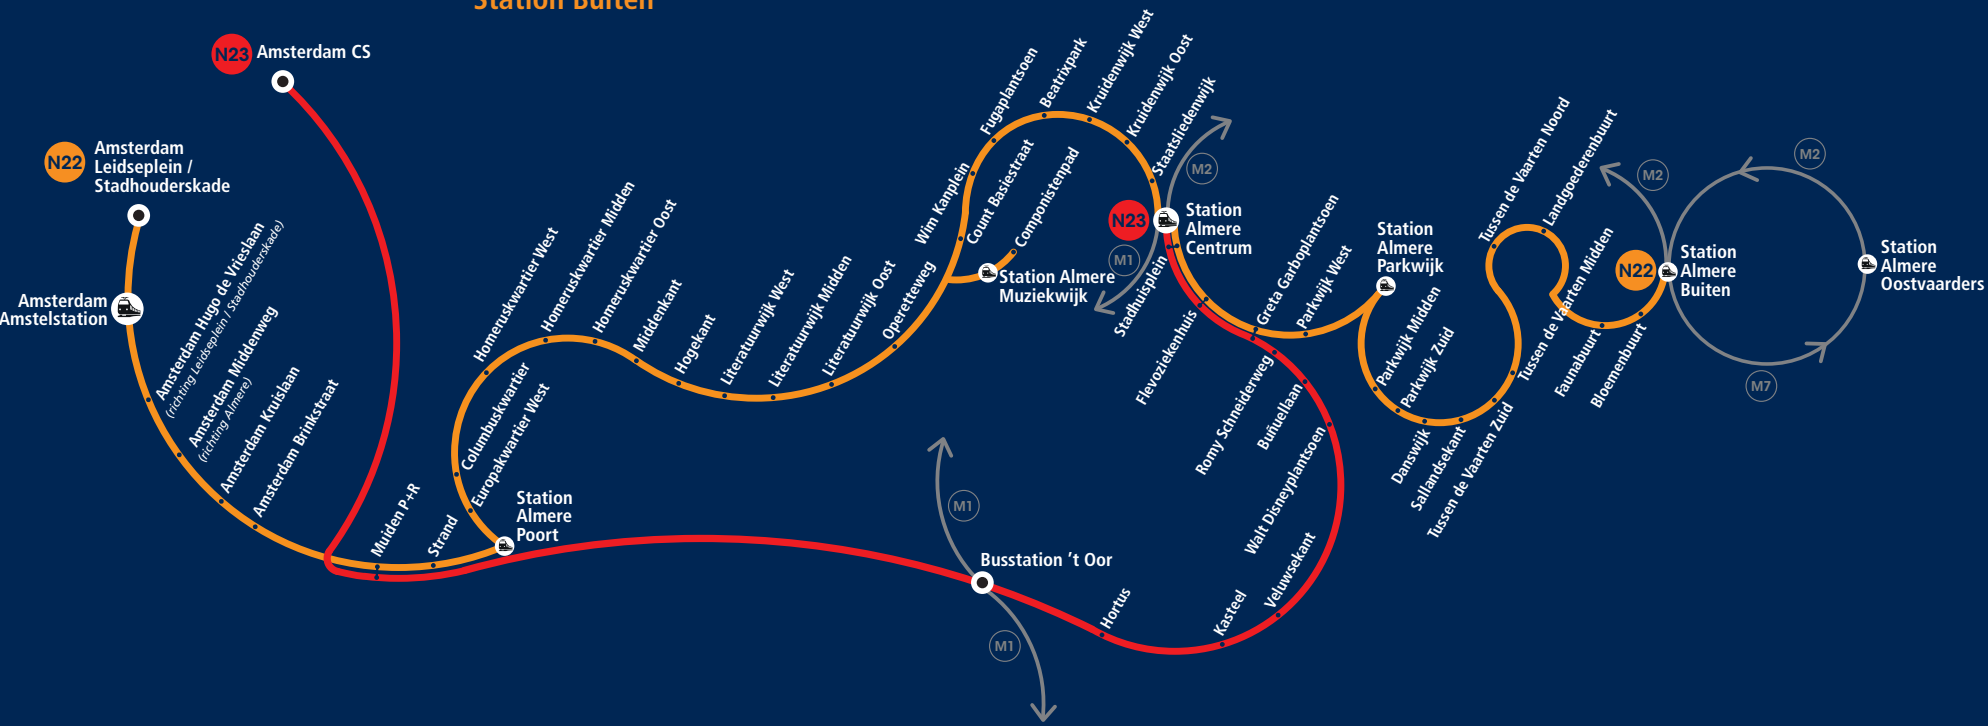 Station Buiten
N23
Amsterdam CS
N22
Amsterdam
Leidseplein /
Stadhouderskade
Amsterdam
Amstelstation
Amsterdam Hugo de Vrieslaan
(richting Leidseplein / Stadhouderskade)
Amsterdam Middenweg
(richting Almere)
Amsterdam Kruislaan
Amsterdam Brinkstraat
Muiden P+R
Strand
Station
Almere
Poort
Europakwartier West
Columbuskwartier
Homeruskwartier West
Homeruskwartier Midden
Homeruskwartier Oost
Middenkant
Hogekant
Literatuurwijk West
Literatuurwijk Midden
Literatuurwijk Oost
Operetteweg
Station Almere
Muziekwijk
Componistenpad
Count Basiestraat
Wim Kanplein
Fugaplantsoen
Beatrixpark
Kruidenwijk West
Kruidenwijk Oost
Staatsliedenwijk
M2
N23
Station
Almere
Centrum
M1
Stadhuisplein
Flevoziekenhuis
Greta Garboplantsoen
Parkwijk West
Station
Almere
Parkwijk
Parkwijk Midden
Parkwijk Zuid
Danswijk
Sallandsekant
Tussen de Vaarten Zuid
Tussen de Vaarten Midden
Tussen de Vaarten Noord
Landgoederenbuurt
Faunabuurt
Bloemenbuurt
M2
N22
Station
Almere
Buiten
M2
M7
Station
Almere
Oostvaarders
Romy Schneiderweg
Buñuellaan
Walt Disneyplantsoen
Veluwsekant
Kasteel
Hortus
Busstation ’t Oor
M1
M1